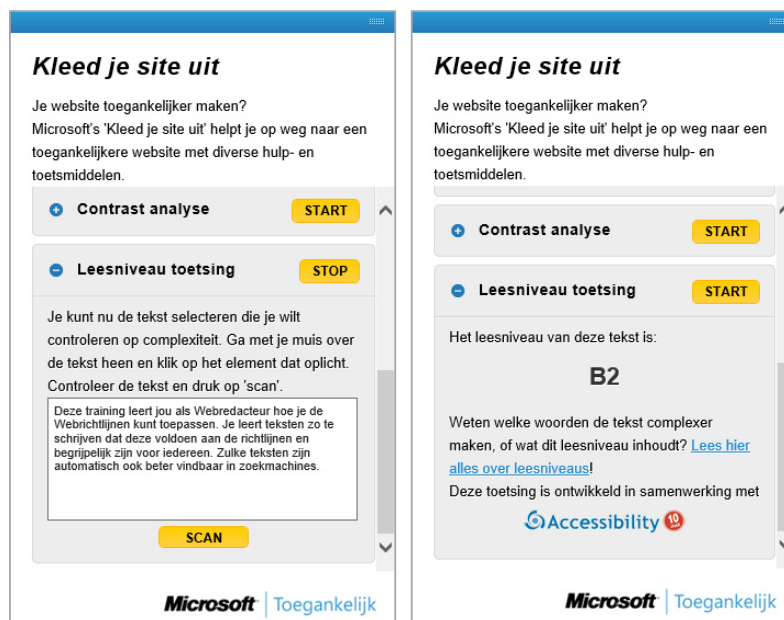 Kleed je site uit
Je website toegankelijker maken?
Microsoft's 'Kleed je site uit' helpt je op weg naar een
toegankelijkere website met diverse hulp- en
toetsmiddelen.
Contrast analyse
START
Leesniveau toetsing
STOP
Je kunt nu de tekst selecteren die je wilt
controleren op complexiteit. Ga met je muis over
de tekst heen en klik op het element dat oplicht.
Controleer de tekst en druk op 'scan'.
Deze training leert jou als Webredacteur hoe je de
Webrichtlijnen kunt toepassen. Je leert teksten zo te
schrijven dat deze voldoen aan de richtlijnen en
begrijpelijk zijn voor iedereen. Zulke teksten zijn
automatisch ook beter vindbaar in zoekmachines.
SCAN
Microsoft | Toegankelijk
Kleed je site uit
Je website toegankelijker maken?
Microsoft's 'Kleed je site uit' helpt je op weg naar een
toegankelijkere website met diverse hulp- en
toetsmiddelen.
Contrast analyse
START
Leesniveau toetsing
START
Het leesniveau van deze tekst is:
B2
Weten welke woorden de tekst complexer
maken, of wat dit leesniveau inhoudt? Lees hier
alles over leesniveaus!
Deze toetsing is ontwikkeld in samenwerking met
Accessibility 10
Microsoft | Toegankelijk